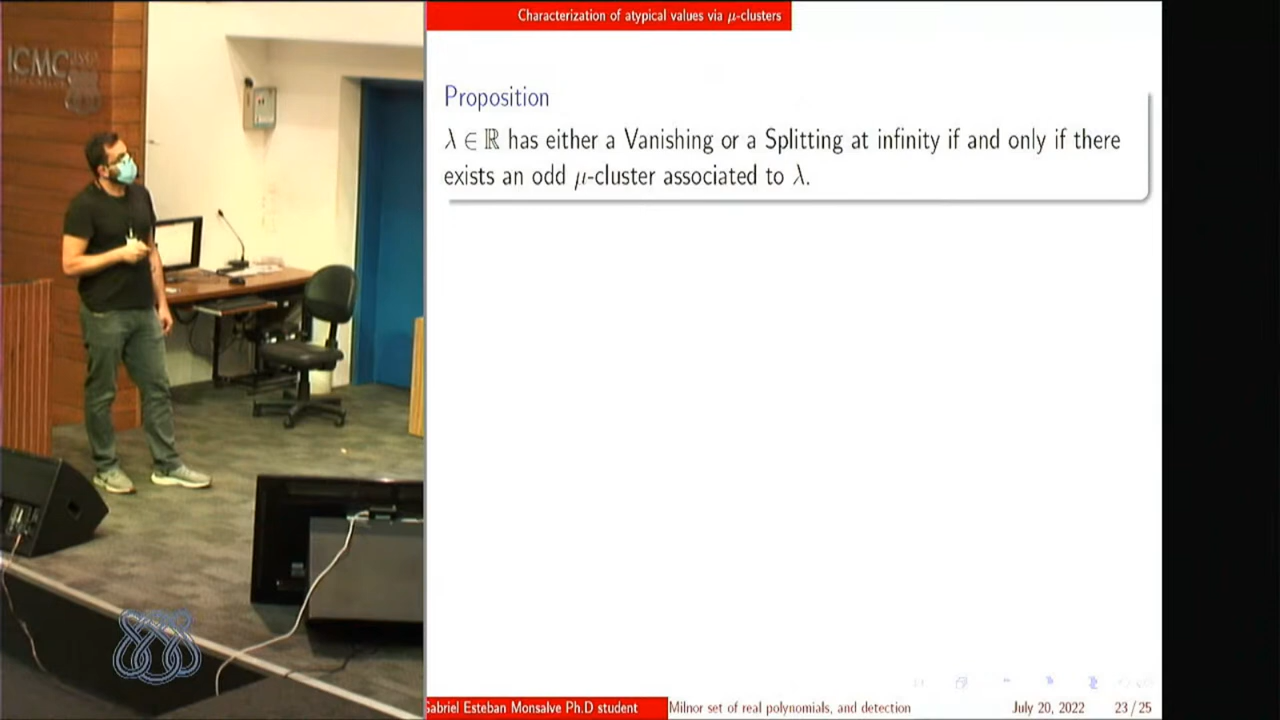 ICMC
Characterization of atypical values via μ-clusters
Proposition
λ ∈ ℝ has either a Vanishing or a Splitting at infinity if and only if there
exists an odd μ-cluster associated to λ.
Gabriel Esteban Monsalve Ph.D student
Milnor set of real polynomials, and detection
July 20, 2022
23 / 25